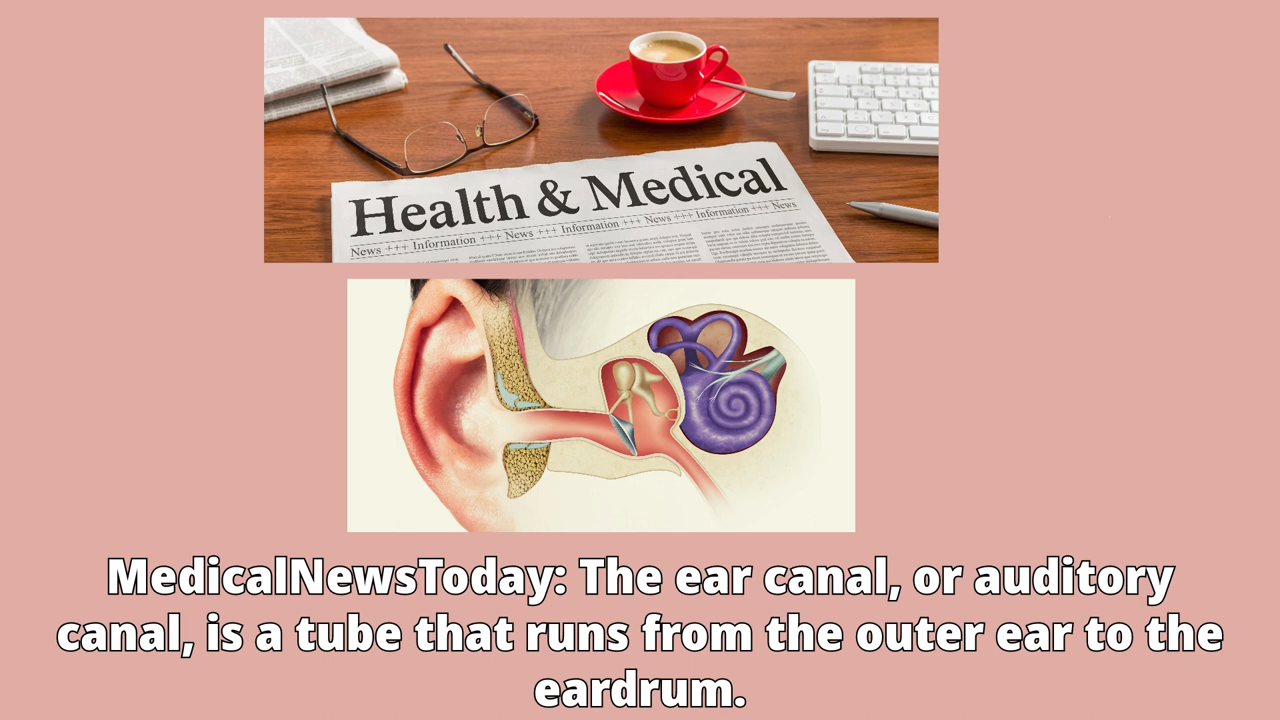 Health & Medical
News +++ Information +++ News +++ Information +++ News +++ Information +++ News
MedicalNewsToday: The ear canal, or auditory
canal, is a tube that runs from the outer ear to the
eardrum.